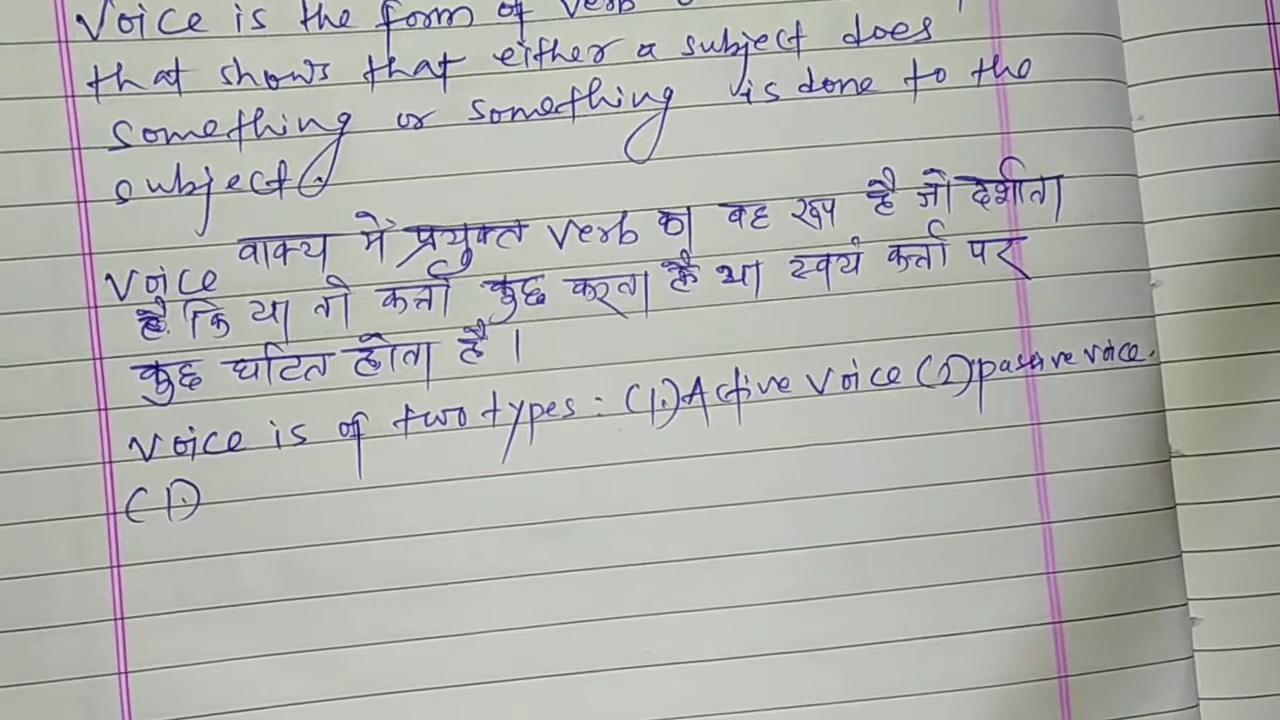 Voice is the form of verb
that shows that either a subject does
something or something is done to the
subject.
Voice वाक्य में प्रयुक्त verb का वह रूप है जो दर्शाता
है कि या तो कर्ता कुछ करता है या स्वयं कर्ता पर
कुछ घटित होता है।
Voice is of two types: (1.) Active Voice (2) passive voice.
(1.)